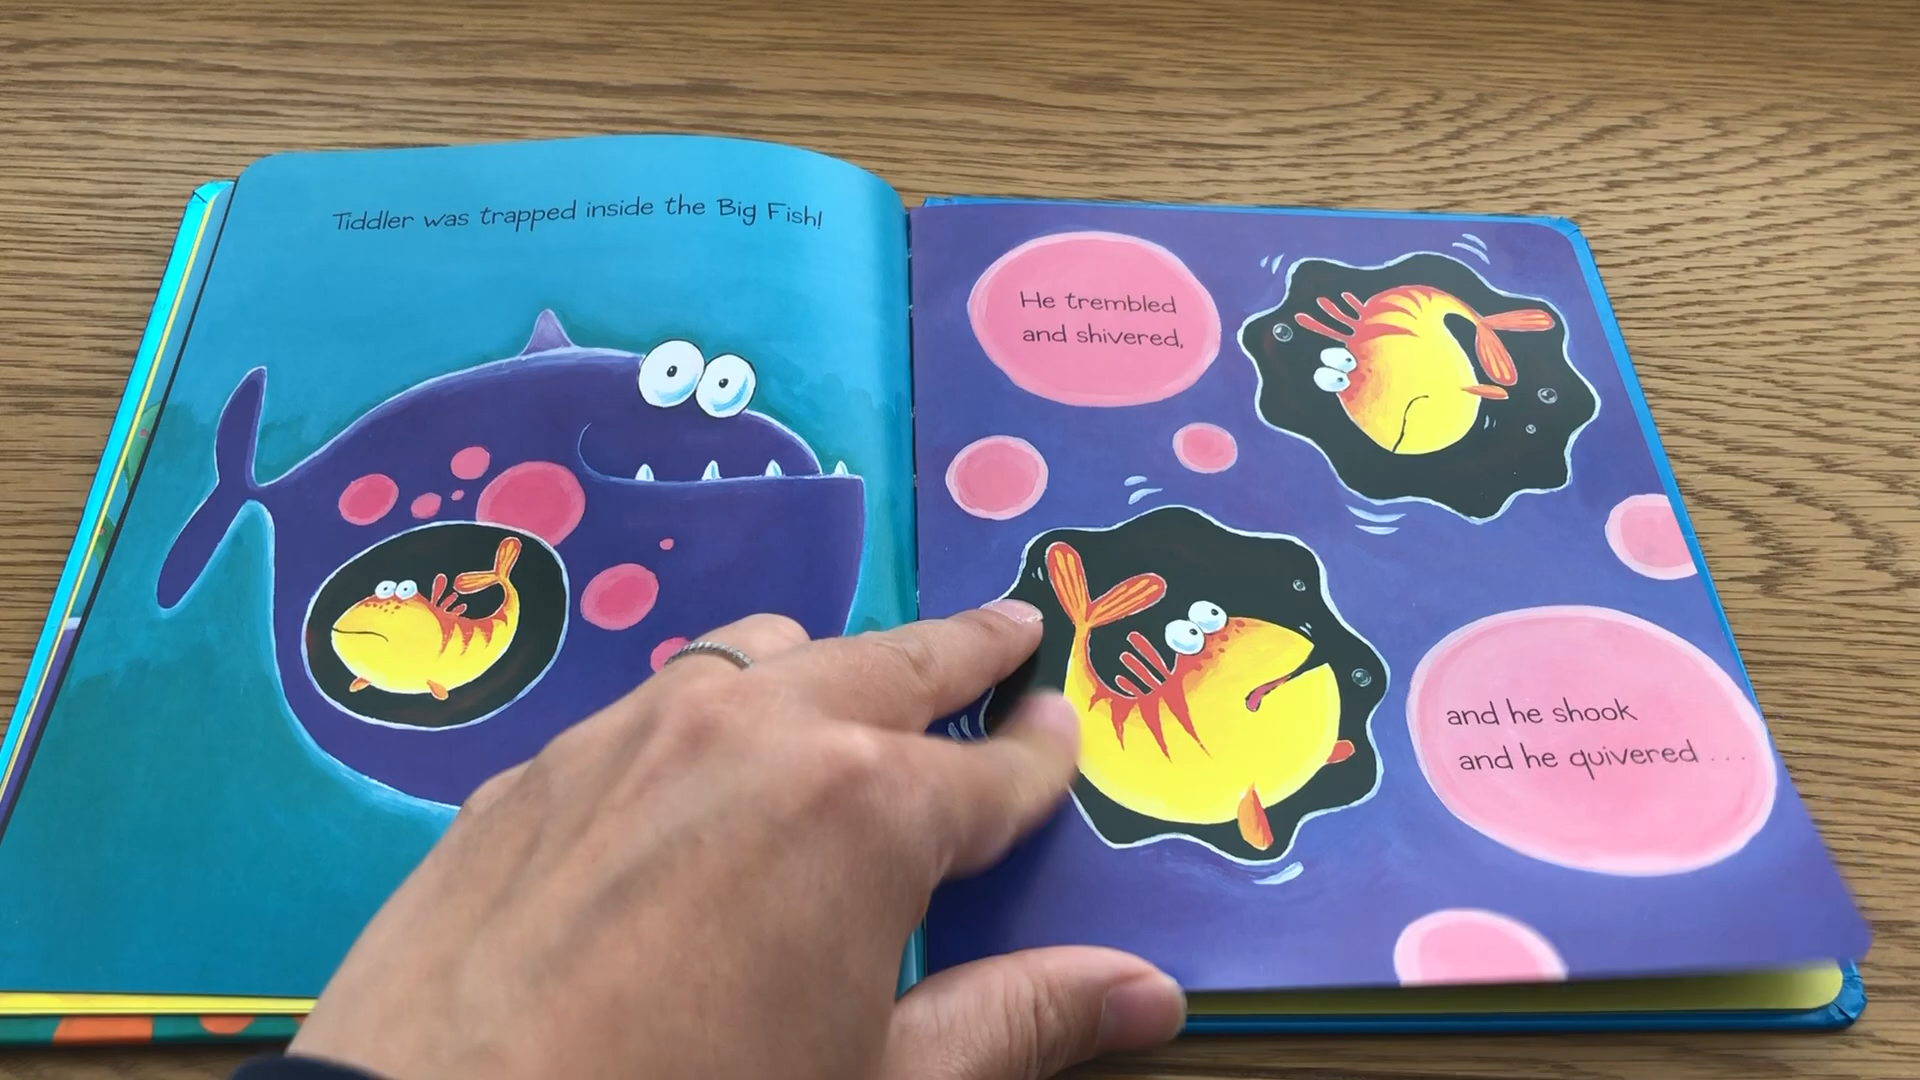 Tiddler was trapped inside the Big Fish!
He trembled
and shivered,
and he shook
and he quivered . . . .